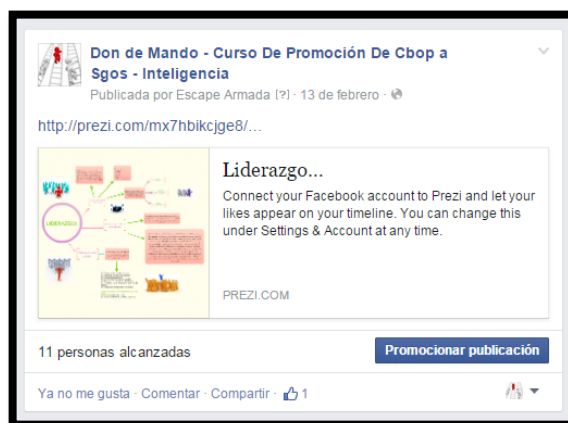 Don de Mando - Curso De Promoción De Cbop a
Sgos - Inteligencia
Publicada por Escape Armada [?] · 13 de febrero ·
http://prezi.com/mx7hbikcjge8/...
Liderazgo...
Connect your Facebook account to Prezi and let your
likes appear on your timeline. You can change this
under Settings & Account at any time.
LIDERAZGO
PREZI.COM
11 personas alcanzadas
Promocionar publicación
Ya no me gusta · Comentar · Compartir · 1